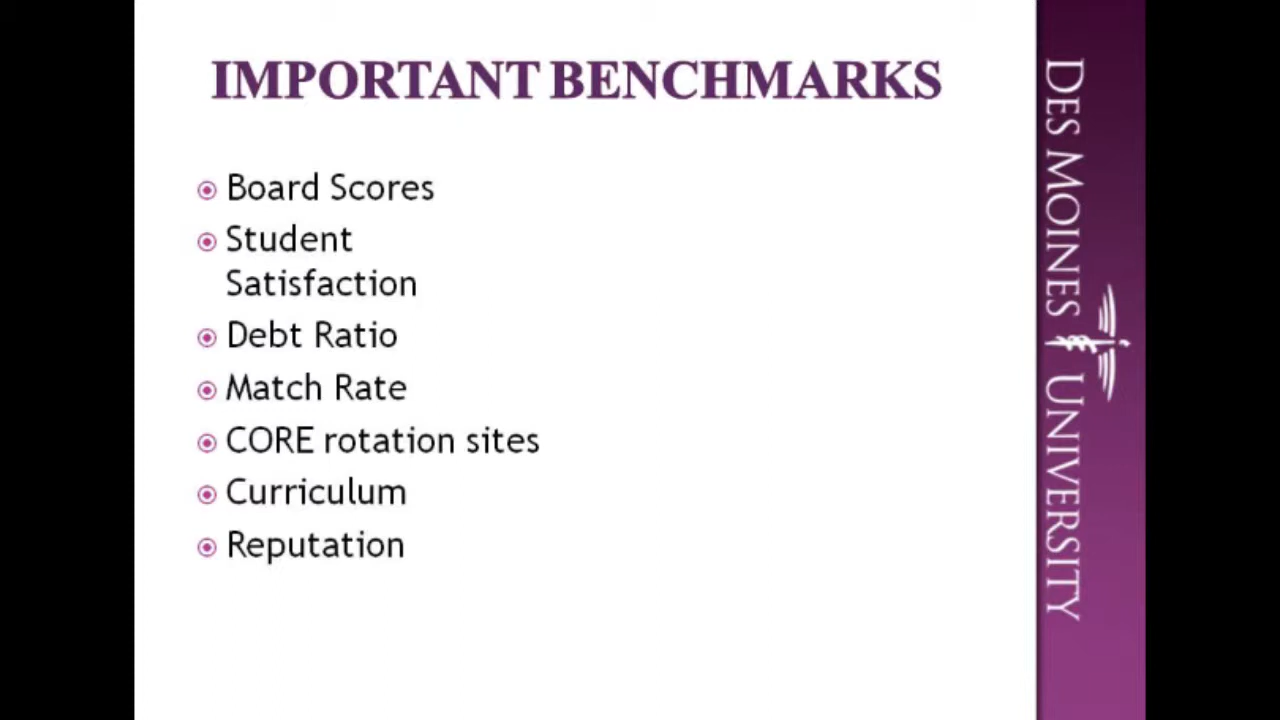 IMPORTANT BENCHMARKS
Board Scores
Student
Satisfaction
Debt Ratio
Match Rate
CORE rotation sites
Curriculum
Reputation
DES MOINES UNIVERSITY